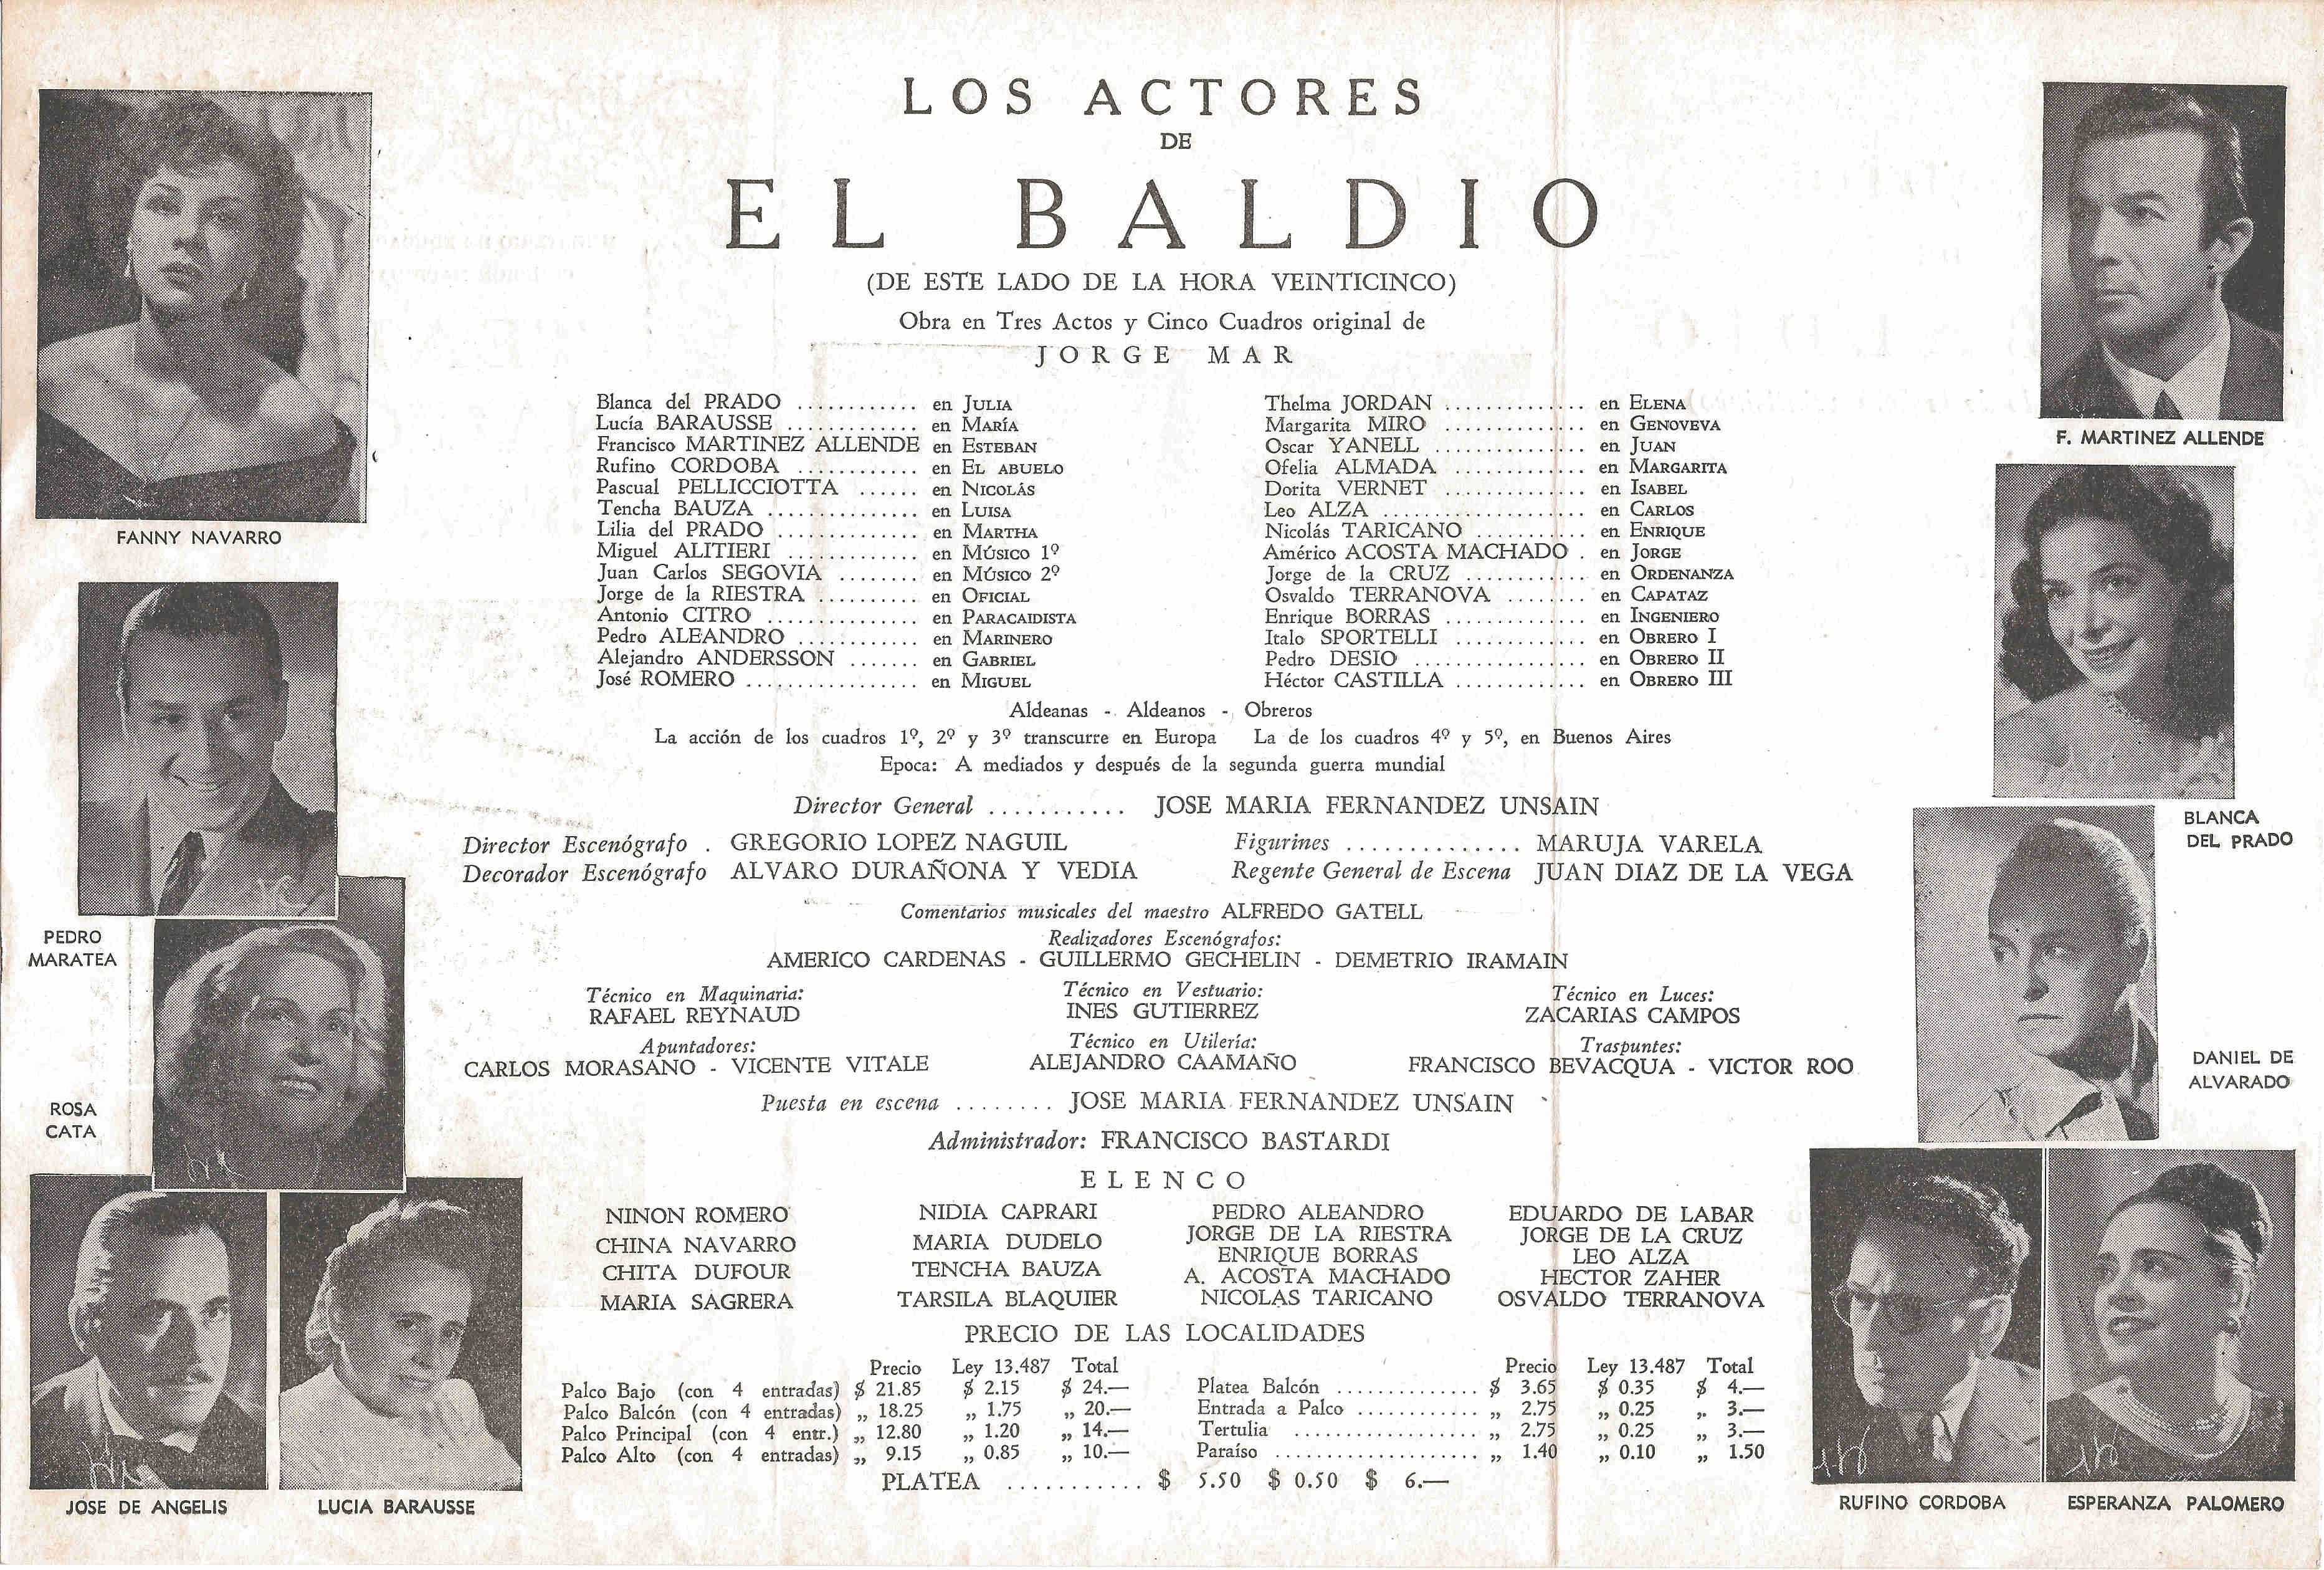 LOS ACTORES
DE
EL BALDIO
(DE ESTE LADO DE LA HORA VEINTICINCO)
Obra en Tres Actos y Cinco Cuadros original de
JORGE MAR
Blanca del PRADO ............ en JULIA
Lucía BARAUSSE ............. en MARÍA
Francisco MARTINEZ ALLENDE en ESTEBAN
Rufino CORDOBA ............ en EL ABUELO
Pascual PELLICCIOTTA ...... en NICOLÁS
Tencha BAUZA ............... en LUISA
Lilia del PRADO .............. en MARTHA
Miguel ALITIERI ............. en MÚSICO 1º
Juan Carlos SEGOVIA ........ en MÚSICO 2º
Jorge de la RIESTRA .......... en OFICIAL
Antonio CITRO ............... en PARACAIDISTA
Pedro ALEANDRO ............ en MARINERO
Alejandro ANDERSSON ....... en GABRIEL
José ROMERO ................. en MIGUEL
Thelma JORDAN .............. en ELENA
Margarita MIRO .............. en GENOVEVA
Oscar YANELL ............... en JUAN
Ofelia ALMADA ............. en MARGARITA
Dorita VERNET .............. en ISABEL
Leo ALZA .................... en CARLOS
Nicolás TARICANO ........... en ENRIQUE
Américo ACOSTA MACHADO . en JORGE
Jorge de la CRUZ ............ en ORDENANZA
Osvaldo TERRANOVA ........ en CAPATAZ
Enrique BORRAS .............. en INGENIERO
Italo SPORTELLI ............. en OBRERO I
Pedro DESIO ................. en OBRERO II
Héctor CASTILLA ............. en OBRERO III
Aldeanas - Aldeanos - Obreros
La acción de los cuadros 1º, 2º y 3º transcurre en Europa La de los cuadros 4º y 5º, en Buenos Aires
Epoca: A mediados y después de la segunda guerra mundial
Director General ........... JOSE MARIA FERNANDEZ UNSAIN
Director Escenógrafo . GREGORIO LOPEZ NAGUIL
Decorador Escenógrafo ALVARO DURAÑONA Y VEDIA
Figurines .............. MARUJA VARELA
Regente General de Escena JUAN DIAZ DE LA VEGA
Comentarios musicales del maestro ALFREDO GATELL
Realizadores Escenógrafos:
AMERICO CARDENAS - GUILLERMO GECHELIN - DEMETRIO IRAMAIN
Técnico en Maquinaria:
RAFAEL REYNAUD
Técnico en Vestuario:
INES GUTIERREZ
Técnico en Luces:
ZACARIAS CAMPOS
Apuntadores:
CARLOS MORASANO - VICENTE VITALE
Técnico en Utilería:
ALEJANDRO CAAMAÑO
Traspuntes:
FRANCISCO BEVACQUA - VICTOR ROO
Puesta en escena ........ JOSE MARIA FERNANDEZ UNSAIN
Administrador: FRANCISCO BASTARDI
ELENCO
NINON ROMERO
CHINA NAVARRO
CHITA DUFOUR
MARIA SAGRERA
NIDIA CAPRARI
MARIA DUDELO
TENCHA BAUZA
TARSILA BLAQUIER
PEDRO ALEANDRO
JORGE DE LA RIESTRA
ENRIQUE BORRAS
A. ACOSTA MACHADO
NICOLAS TARICANO
EDUARDO DE LABAR
JORGE DE LA CRUZ
LEO ALZA
HECTOR ZAHER
OSVALDO TERRANOVA
PRECIO DE LAS LOCALIDADES
Precio Ley 13.487 Total
Palco Bajo (con 4 entradas) $ 21.85 $ 2.15 $ 24.—
Palco Balcón (con 4 entradas) „ 18.25 „ 1.75 „ 20.—
Palco Principal (con 4 entr.) „ 12.80 „ 1.20 „ 14.—
Palco Alto (con 4 entradas) „ 9.15 „ 0.85 „ 10.—
Precio Ley 13.487 Total
Platea Balcón .............. $ 3.65 $ 0.35 $ 4.—
Entrada a Palco ............ „ 2.75 „ 0.25 „ 3.—
Tertulia .................. „ 2.75 „ 0.25 „ 3.—
Paraíso .................... „ 1.40 „ 0.10 „ 1.50
PLATEA ........... $ 5.50 $ 0.50 $ 6.—
FANNY NAVARRO
PEDRO
MARATEA
ROSA
CATA
JOSE DE ANGELIS
LUCIA BARAUSSE
F. MARTINEZ ALLENDE
BLANCA
DEL PRADO
DANIEL DE
ALVARADO
RUFINO CORDOBA
ESPERANZA PALOMERO